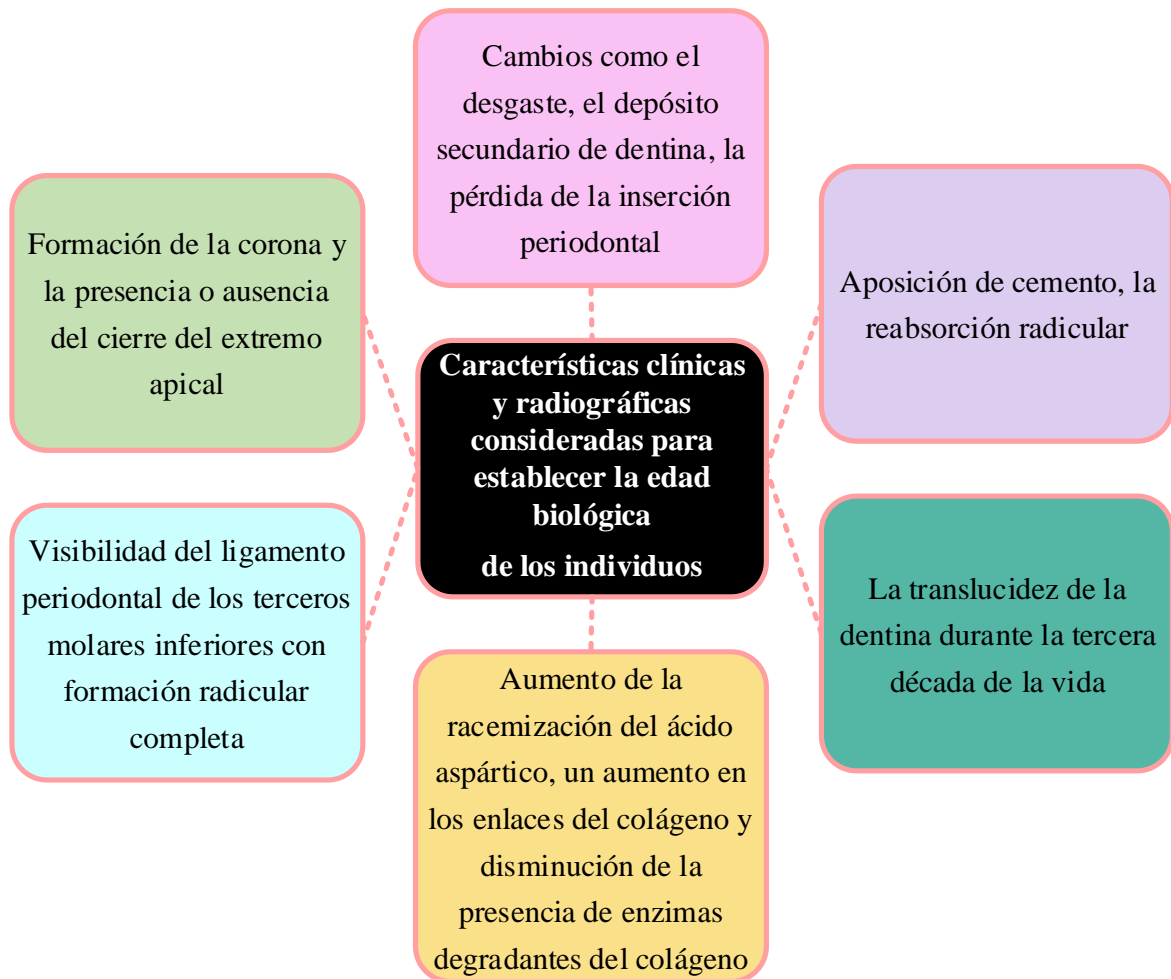 Cambios como el
desgaste, el depósito
secundario de dentina, la
pérdida de la inserción
periodontal
Formación de la corona y
la presencia o ausencia
del cierre del extremo
apical
Aposición de cemento, la
reabsorción radicular
Características clínicas
y radiográficas
consideradas para
establecer la edad
biológica
de los individuos
Visibilidad del ligamento
periodontal de los terceros
molares inferiores con
formación radicular
completa
La translucidez de la
dentina durante la tercera
década de la vida
Aumento de la
racemización del ácido
aspártico, un aumento en
los enlaces del colágeno y
disminución de la
presencia de enzimas
degradantes del colágeno